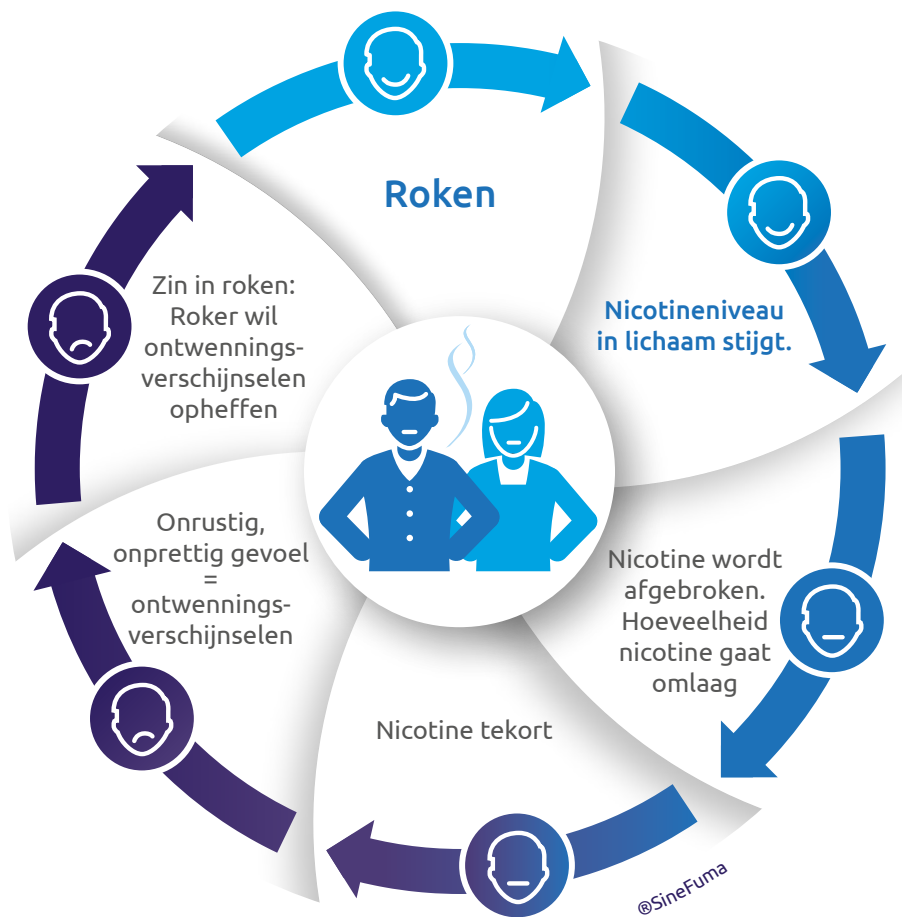 Roken
Nicotineniveau
in lichaam stijgt.
Nicotine wordt
afgebroken.
Hoeveelheid
nicotine gaat
omlaag
Nicotine tekort
Onrustig,
onprettig gevoel
=
ontwennings-
verschijnselen
Zin in roken:
Roker wil
ontwennings-
verschijnselen
opheffen
®SineFuma